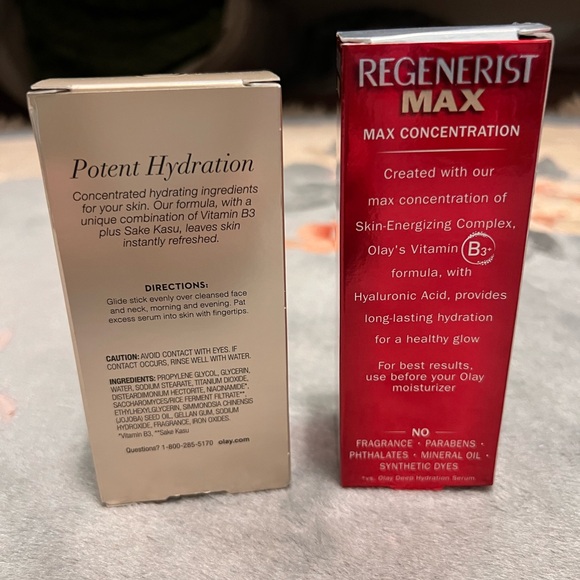 Potent Hydration
Concentrated hydrating ingredients
for your skin. Our formula, with a
unique combination of Vitamin B3
plus Sake Kasu, leaves skin
instantly refreshed.
DIRECTIONS:
Glide stick evenly over cleansed face
and neck, morning and evening. Pat
excess serum into skin with fingertips.
CAUTION: AVOID CONTACT WITH EYES. IF
CONTACT OCCURS, RINSE WELL WITH WATER.
INGREDIENTS: PROPYLENE GLYCOL, GLYCERIN,
WATER, SODIUM STEARATE, TITANIUM DIOXIDE,
DISTEARDIMONIUM HECTORITE, NIACINAMIDE*,
SACCHAROMYCES/RICE FERMENT FILTRATE**,
ETHYLHEXYLGLYCERIN, SIMMONDSIA CHINENSIS
(JOJOBA) SEED OIL, GELLAN GUM, SODIUM
HYDROXIDE, FRAGRANCE, IRON OXIDES.
*Vitamin B3. **Sake Kasu
Questions? 1-800-285-5170 .olay.com
REGENERIST
MAX
MAX CONCENTRATION
Created with our
max concentration of
Skin-Energizing Complex,
Olay's Vitamin B3+
formula, with
Hyaluronic Acid, provides
long-lasting hydration
for a healthy glow
For best results,
use before your Olay
moisturizer
NO
FRAGRANCE • PARABENS •
PHTHALATES • MINERAL OIL •
SYNTHETIC DYES
*vs. Olay Deep Hydration Serum